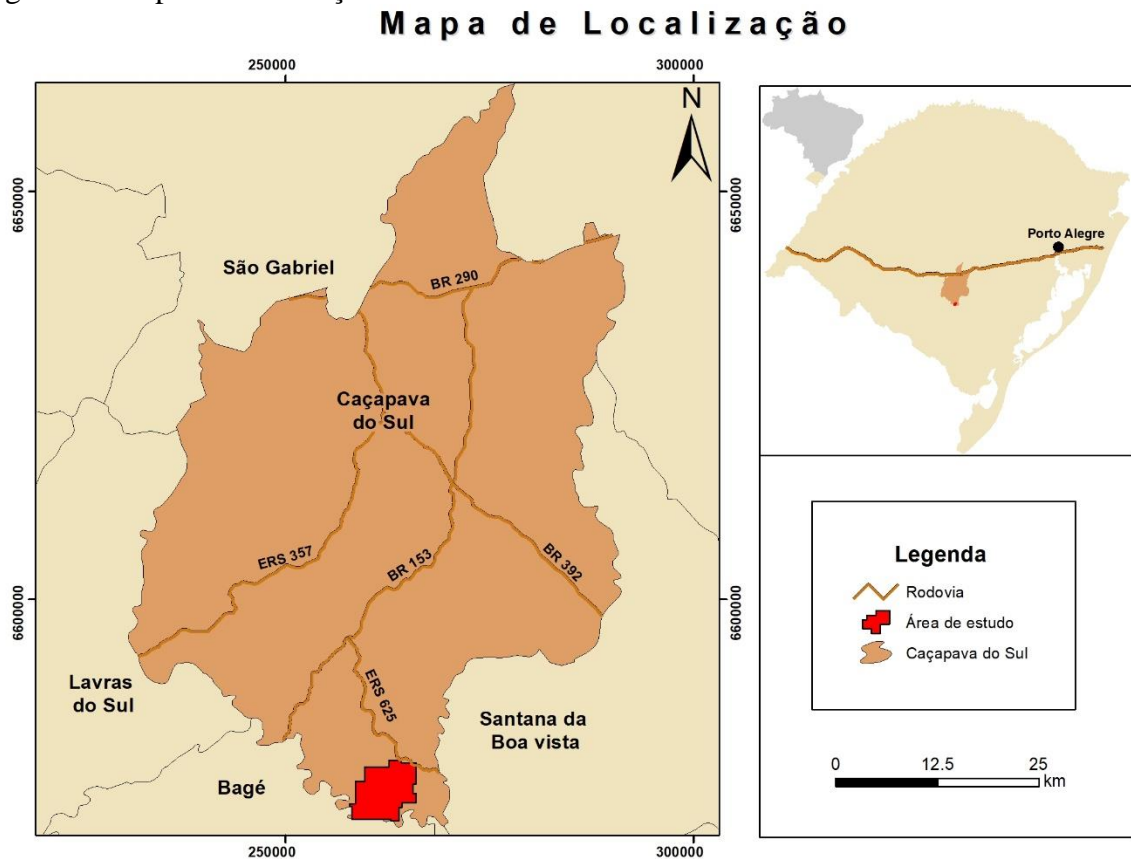 Mapa de Localização
250000
300000
N
6650000
6650000
São Gabriel
BR 290
Caçapava
do Sul
ERS 357
BR 153
BR 392
6600000
6600000
Lavras
do Sul
ERS 625
Santana da
Boa vista
Bagé
250000
300000
Porto Alegre
Legenda
Rodovia
Área de estudo
Caçapava do Sul
0
12.5
25
km